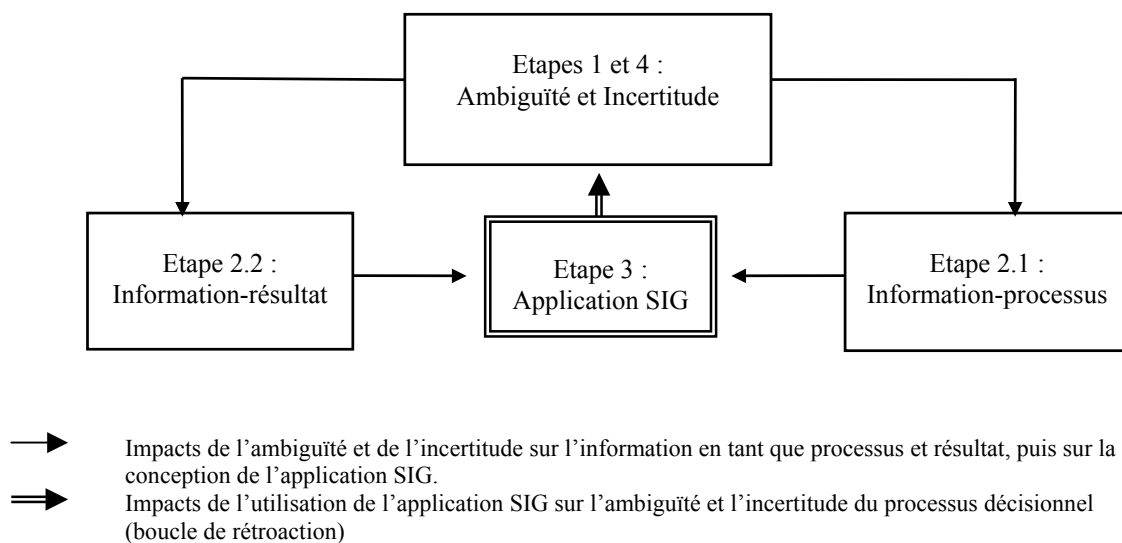 Etapes 1 et 4 :
Ambiguïté et Incertitude
Etape 2.2 :
Information-résultat
Etape 3 :
Application SIG
Etape 2.1 :
Information-processus
Impacts de l’ambiguïté et de l’incertitude sur l’information en tant que processus et résultat, puis sur la
conception de l’application SIG.
Impacts de l’utilisation de l’application SIG sur l’ambiguïté et l’incertitude du processus décisionnel
(boucle de rétroaction)